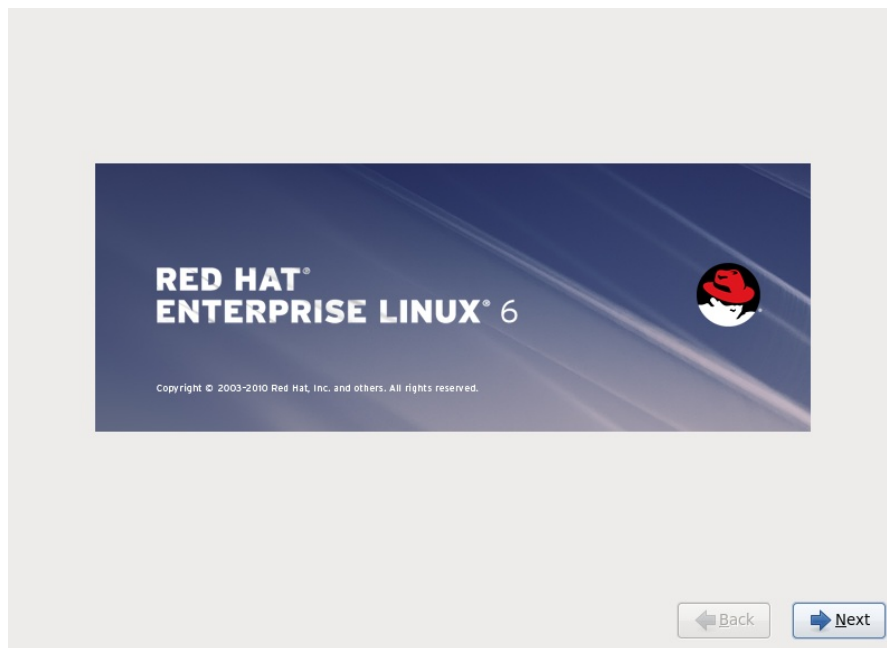 RED HAT®
ENTERPRISE LINUX® 6
Copyright © 2003-2010 Red Hat, Inc. and others. All rights reserved.
Back
Next